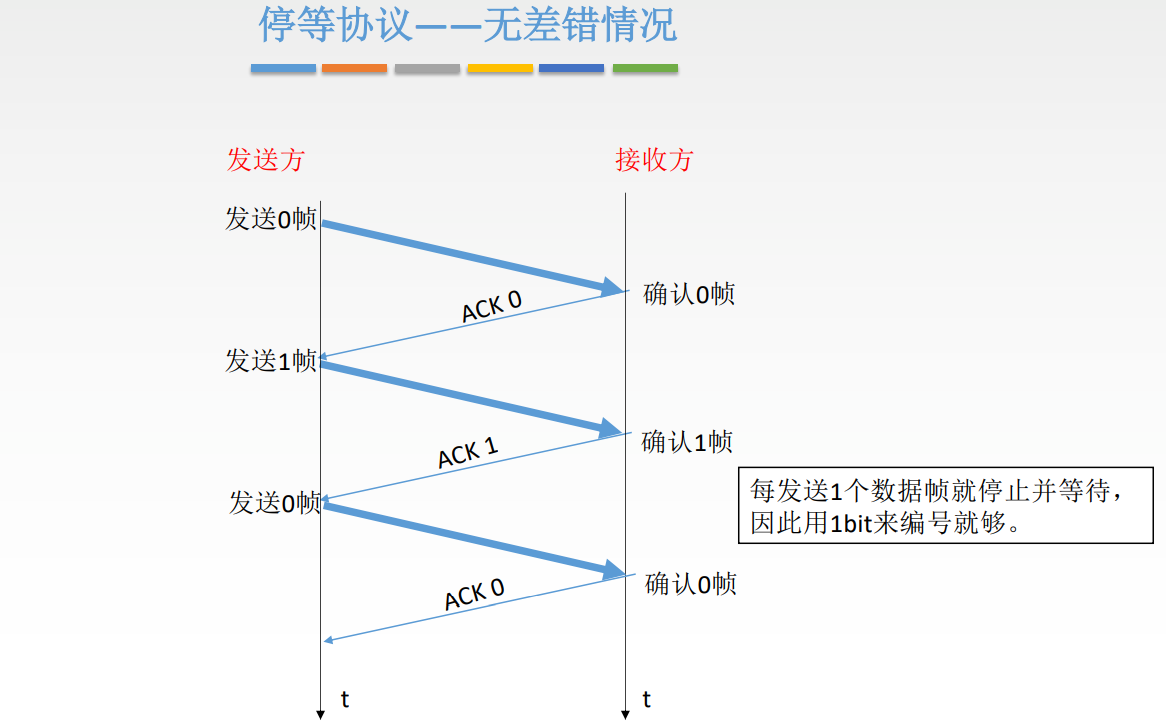 停等协议——无差错情况
发送方
接收方
发送0帧
确认0帧
ACK 0
发送1帧
确认1帧
ACK 1
每发送1个数据帧就停止并等待，
因此用1bit来编号就够。
发送0帧
确认0帧
ACK 0
t
t